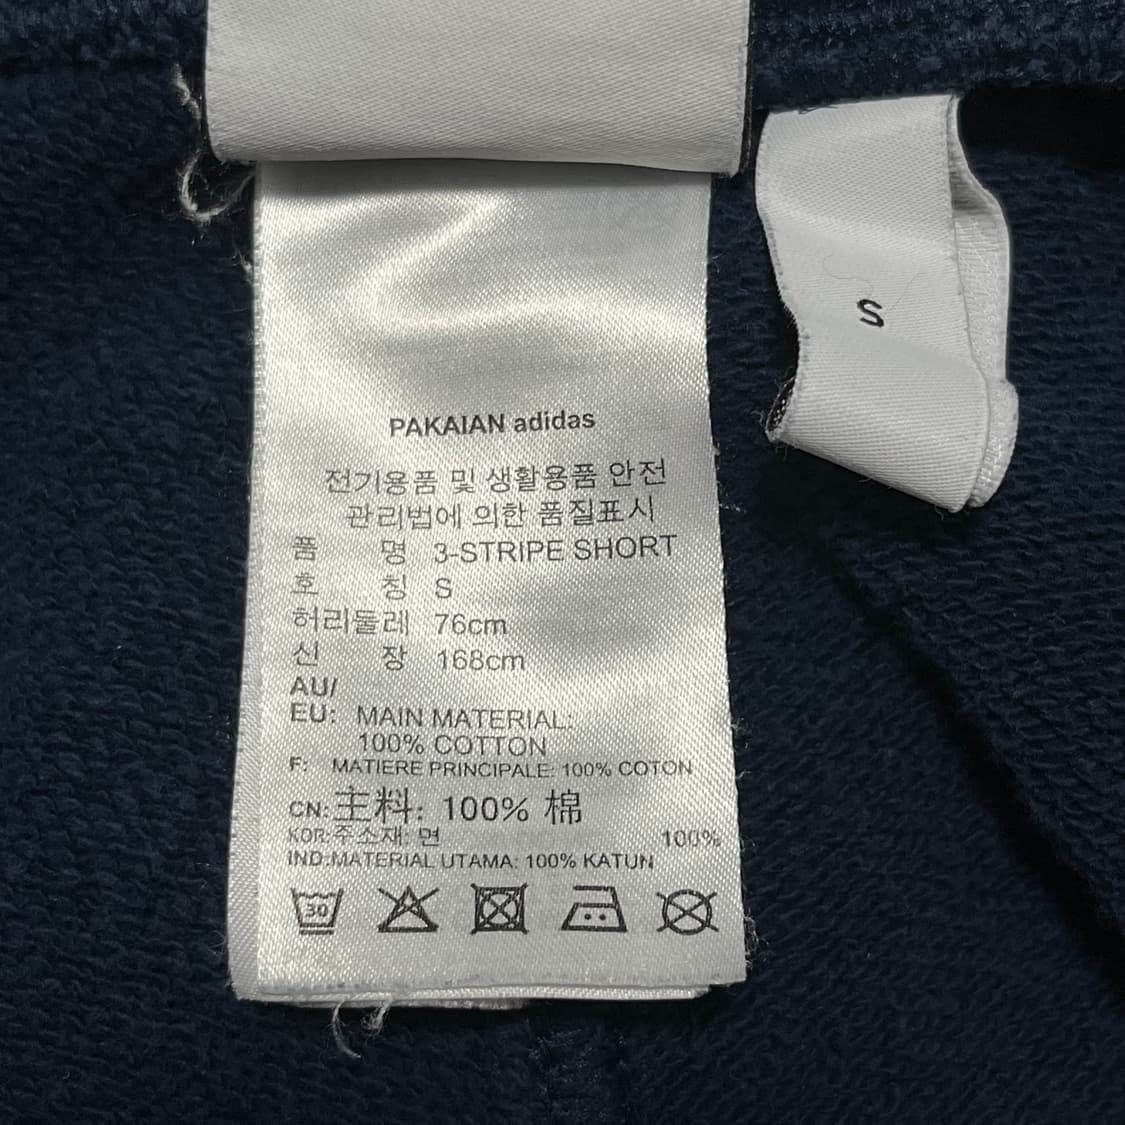 PAKAIAN adidas
전기용품 및 생활용품 안전
관리법에 의한 품질표시
품 명 3-STRIPE SHORT
호 칭 S
허리둘레 76cm
신 장 168cm
AU/
EU: MAIN MATERIAL:
100% COTTON
F: MATIERE PRINCIPALE: 100% COTON
CN:主料: 100% 棉
KOR:주소재: 면 100%
IND:MATERIAL UTAMA: 100% KATUN
30
S